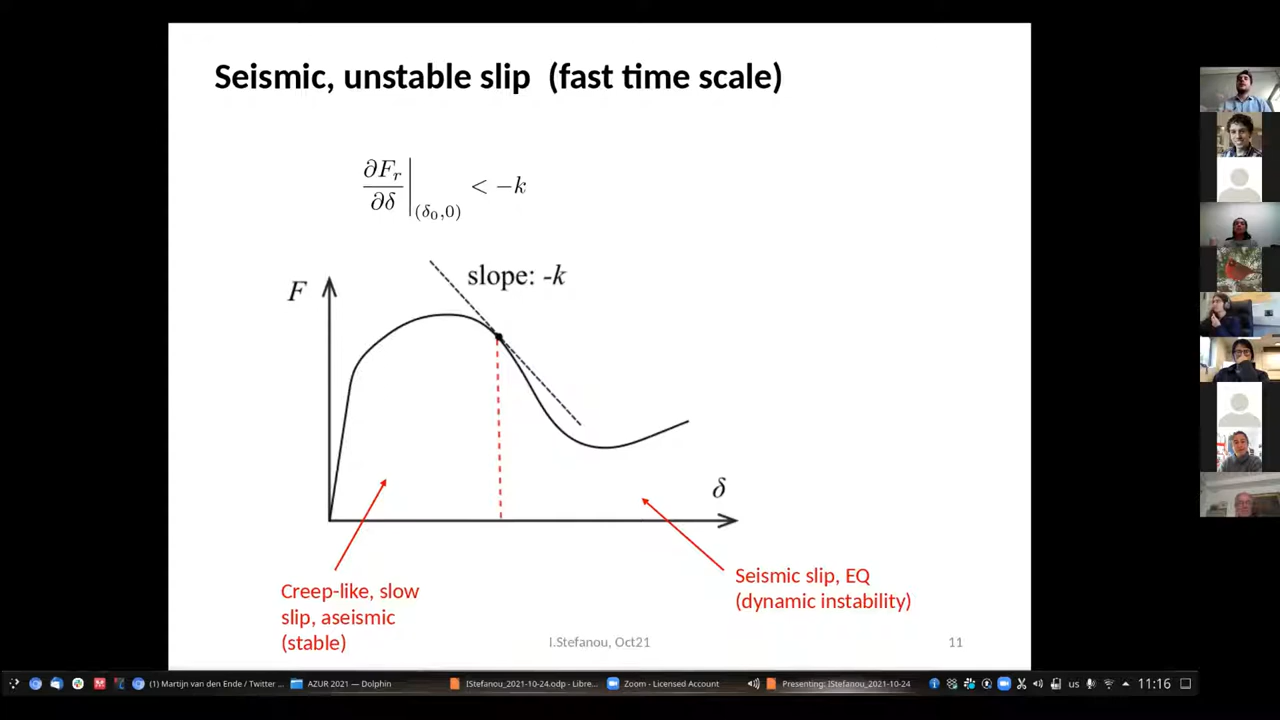 Seismic, unstable slip (fast time scale)
∂F_r/∂δ|_(δ₀,0) < −k
slope: -k
F
δ
Creep-like, slow
slip, aseismic
(stable)
Seismic slip, EQ
(dynamic instability)
I.Stefanou, Oct21
11
(1) Martijn van den Ende / Twitter ...
AZUR 2021 — Dolphin
IStefanou_2021-10-24.odp - Libre...
Zoom - Licensed Account
Presenting: IStefanou_2021-10-24
us
11:16